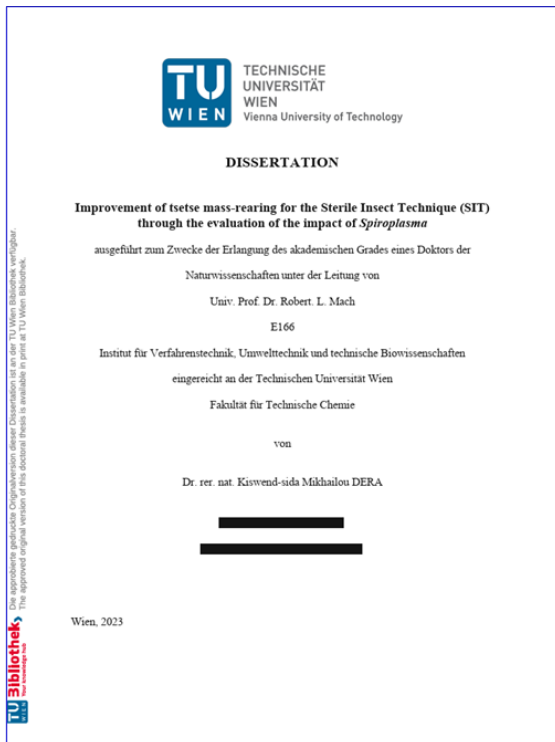 TU
WIEN
TECHNISCHE
UNIVERSITÄT
WIEN
Vienna University of Technology
DISSERTATION
Improvement of tsetse mass-rearing for the Sterile Insect Technique (SIT)
through the evaluation of the impact of Spiroplasma
ausgeführt zum Zwecke der Erlangung des akademischen Grades eines Doktors der
Naturwissenschaften unter der Leitung von
Univ. Prof. Dr. Robert. L. Mach
E166
Institut für Verfahrenstechnik, Umwelttechnik und technische Biowissenschaften
eingereicht an der Technischen Universität Wien
Fakultät für Technische Chemie
von
Dr. rer. nat. Kiswend-sida Mikhailou DERA
Wien, 2023
Die approbierte gedruckte Originalversion dieser Dissertation ist an der TU Wien Bibliothek verfügbar.
The approved original version of this doctoral thesis is available in print at TU Wien Bibliothek.
TU Bibliothek
WIEN Your knowledge hub